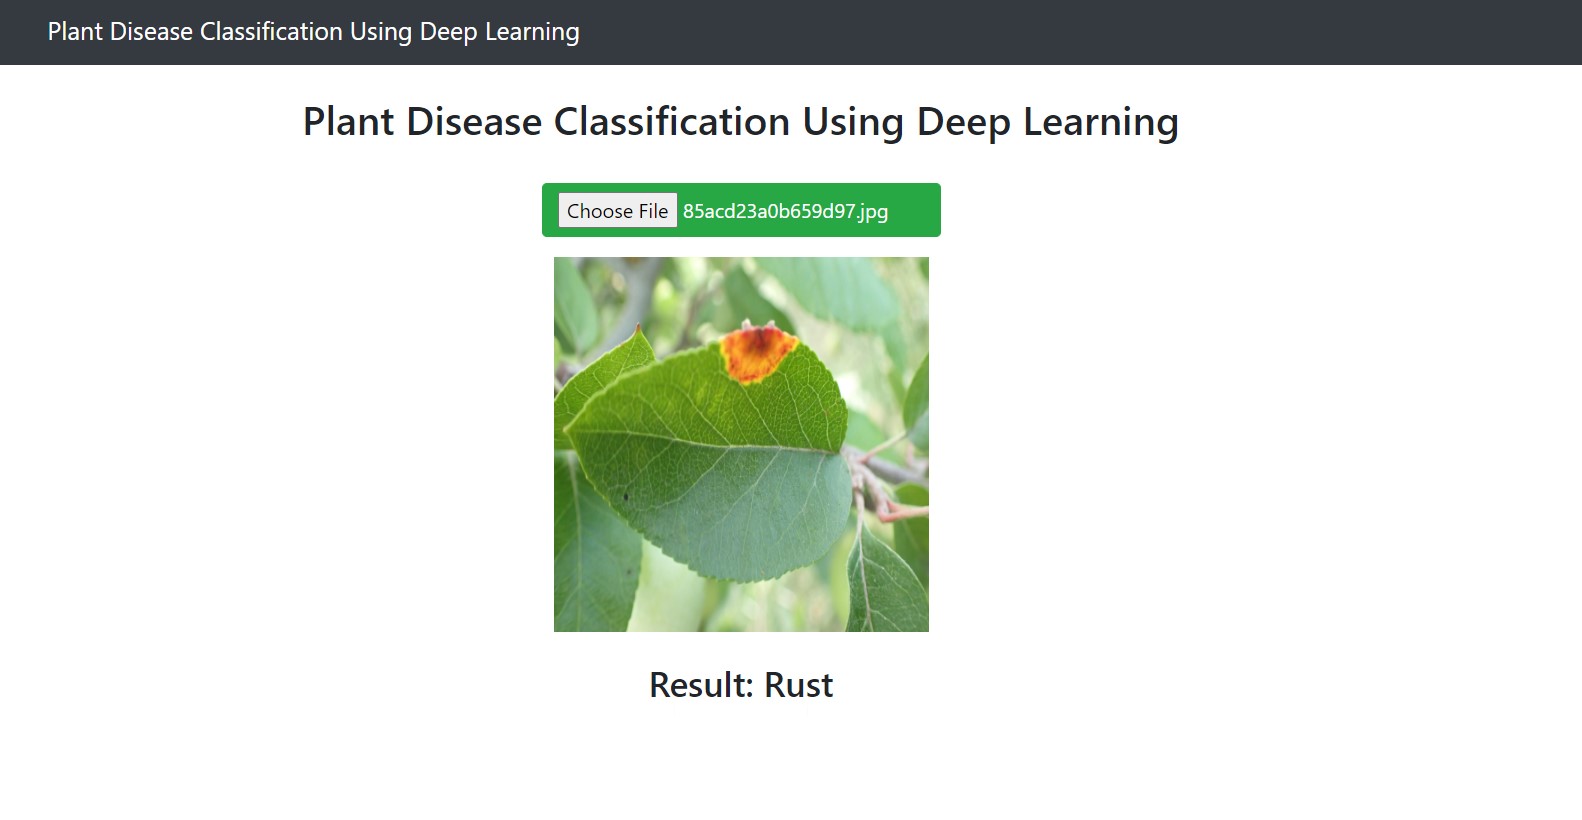 Plant Disease Classification Using Deep Learning
Plant Disease Classification Using Deep Learning
Choose File 85acd23a0b659d97.jpg
Result: Rust